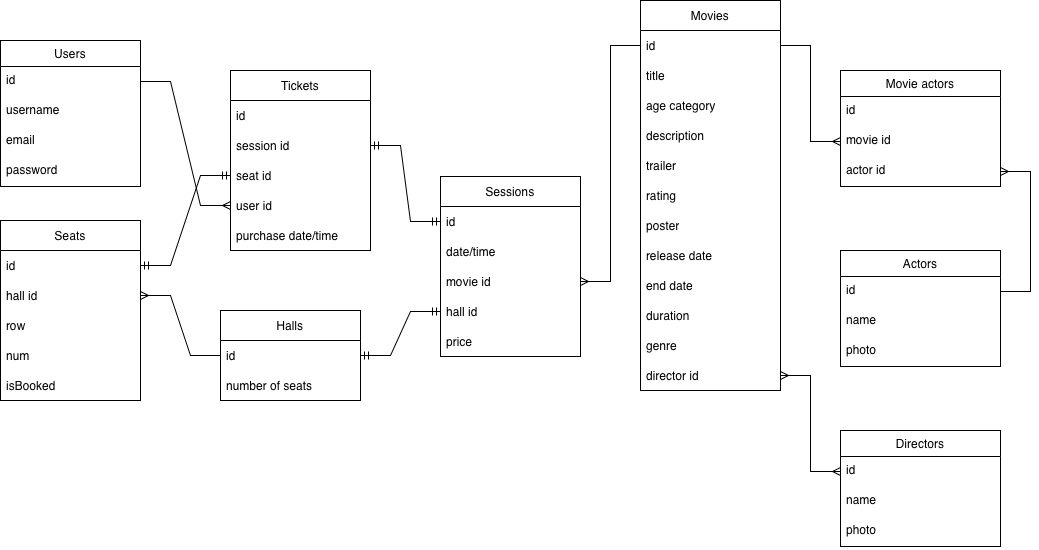 Users
id
username
email
password
Seats
id
hall id
row
num
isBooked
Tickets
id
session id
seat id
user id
purchase date/time
Halls
id
number of seats
Sessions
id
date/time
movie id
hall id
price
Movies
id
title
age category
description
trailer
rating
poster
release date
end date
duration
genre
director id
Movie actors
id
movie id
actor id
Actors
id
name
photo
Directors
id
name
photo